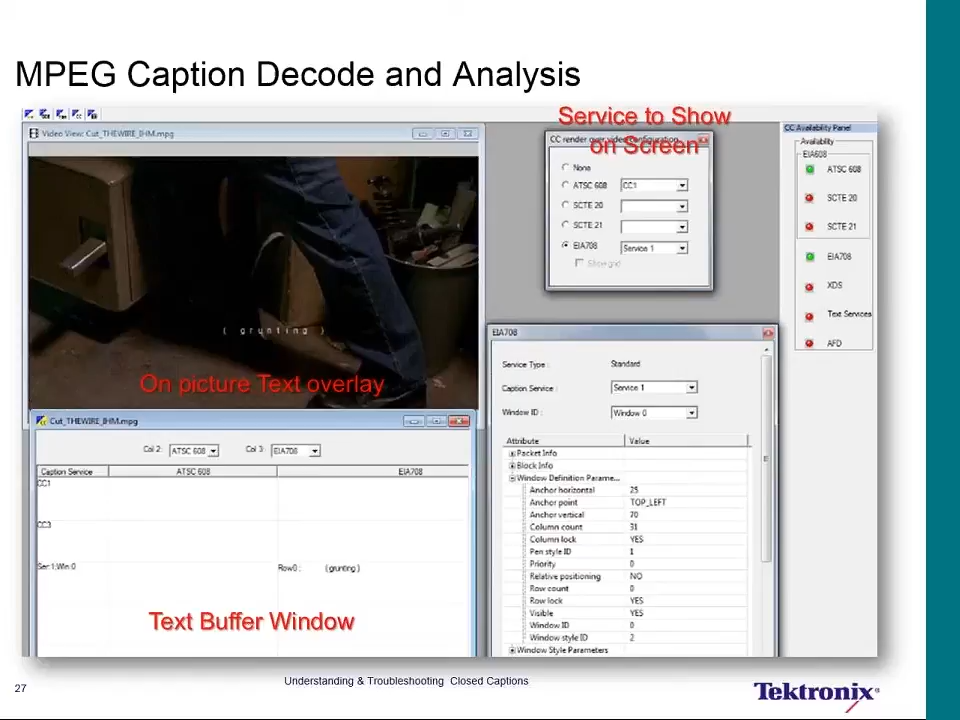 MPEG Caption Decode and Analysis
Video View: Cut_THEWIRE_IHM.mpg
( grunting )
On picture Text overlay
Service to Show
on Screen
CC render over video configuration
None
ATSC 608 CC1
SCTE 20
SCTE 21
EIA708 Service 1
Show grid
CC Availability Panel
Availability
EIA608
ATSC 608
SCTE 20
SCTE 21
EIA708
XDS
Text Services
AFD
Cut_THEWIRE_IHM.mpg
Col 2: ATSC 608 Col 3: EIA708
Caption Service ATSC 608 EIA708
CC1
CC3
Ser:1;Win:0 Row0 : (grunting )
Text Buffer Window
EIA708
Service Type : Standard
Caption Service : Service 1
Window ID : Window 0
Attribute Value
Packet Info
Block Info
Window Definition Parame...
Anchor horizontal 25
Anchor point TOP_LEFT
Anchor vertical 70
Column count 31
Column lock YES
Pen style ID 1
Priority 0
Relative positioning NO
Row count 0
Row lock YES
Visible YES
Window ID 0
Window style ID 2
Window Style Parameters
27
Understanding & Troubleshooting Closed Captions
Tektronix